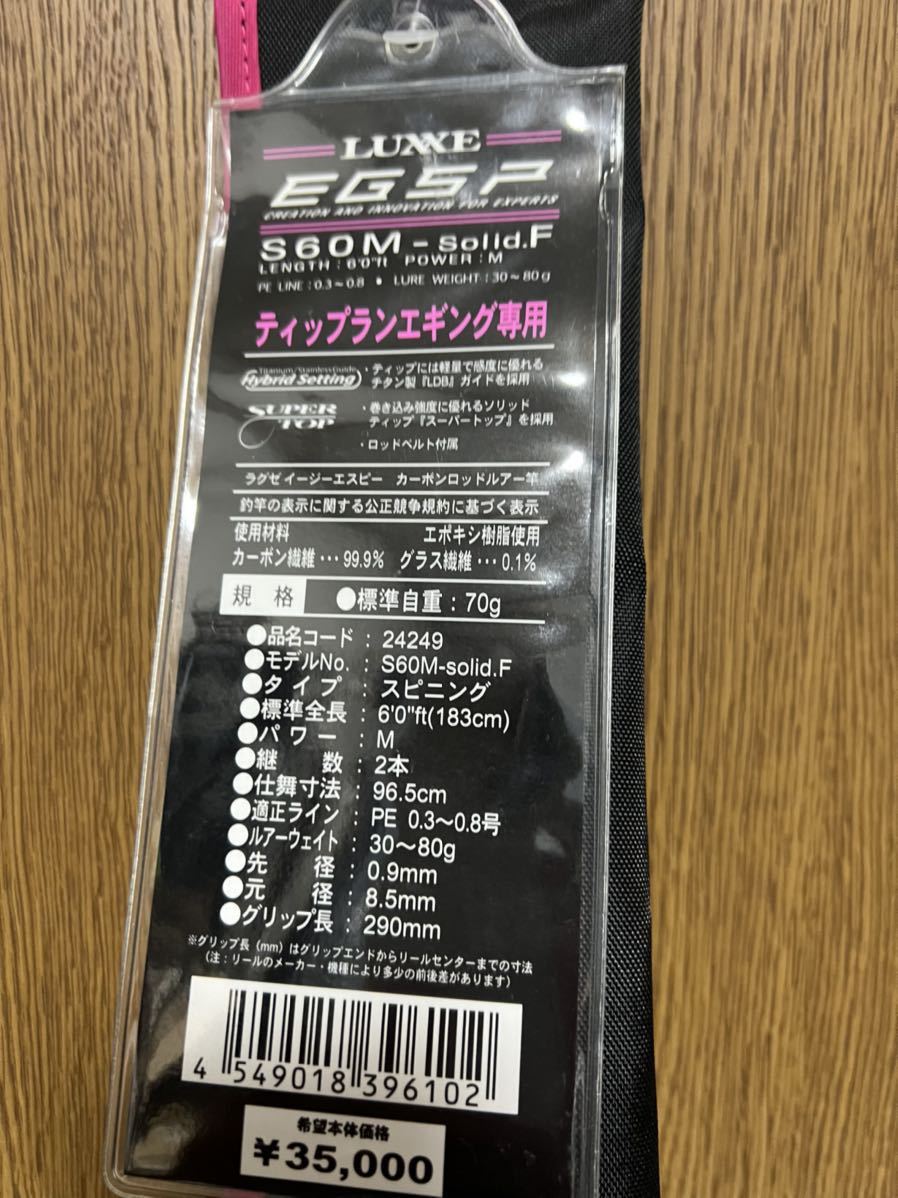 LUXXE
EGSP
CREATION AND INNOVATION FOR EXPERTS
S60M-Solid.F
LENGTH : 6'0"ft POWER : M
PE LINE : 0.3～0.8 ● LURE WEIGHT : 30～80g
ティップランエギング専用
Titanium/Stainless Guide
Hybrid Setting
・ティップには軽量で感度に優れる
チタン製『LDB』ガイドを採用
SUPER TOP
・巻き込み強度に優れるソリッド
ティップ『スーパートップ』を採用
・ロッドベルト付属
ラグゼ イージーエスピー カーボンロッドルアー竿
釣竿の表示に関する公正競争規約に基づく表示
使用材料 エポキシ樹脂使用
カーボン繊維…99.9% グラス繊維…0.1%
規格 ●標準自重：70g
●品名コード：24249
●モデルNo.：S60M-solid.F
●タイプ：スピニング
●標準全長：6'0"ft(183cm)
●パワー：M
●継数：2本
●仕舞寸法：96.5cm
●適正ライン：PE 0.3～0.8号
●ルアーウェイト：30～80g
●先径：0.9mm
●元径：8.5mm
●グリップ長：290mm
※グリップ長（mm）はグリップエンドからリールセンターまでの寸法
（注：リールのメーカー・機種により多少の前後差があります）
4 549018 396102
希望本体価格
¥35,000